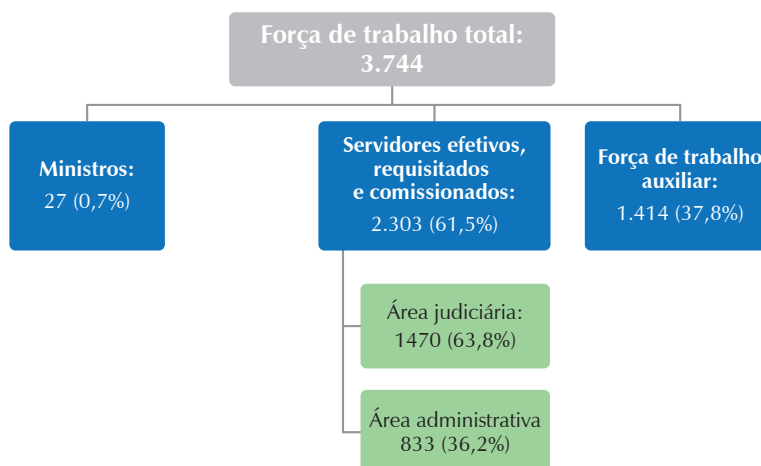 Força de trabalho total:
3.744
Ministros:
27 (0,7%)
Servidores efetivos,
requisitados
e comissionados:
2.303 (61,5%)
Força de trabalho
auxiliar:
1.414 (37,8%)
Área judiciária:
1470 (63,8%)
Área administrativa
833 (36,2%)